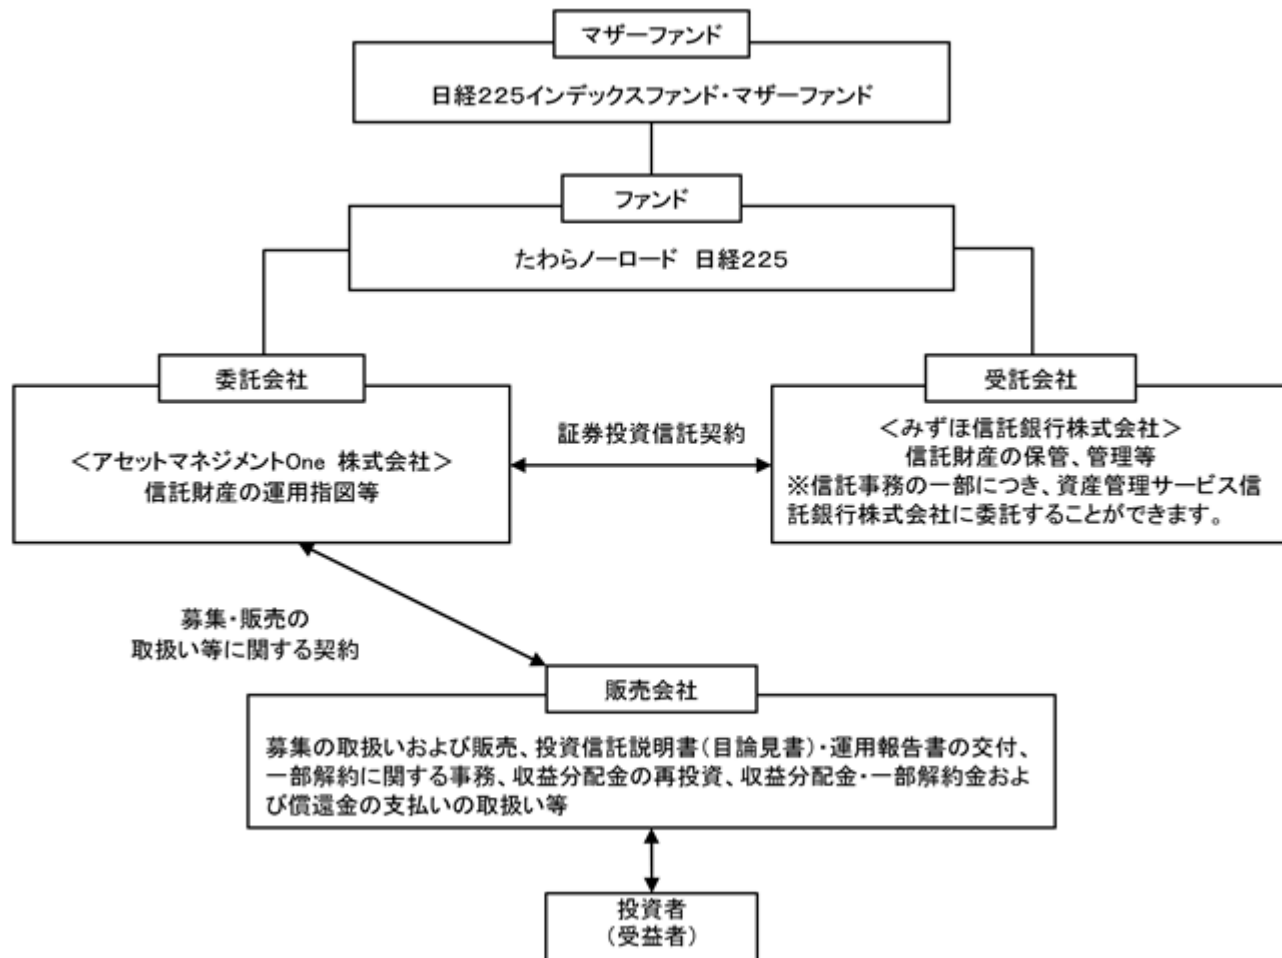 マザーファンド
日経225インデックスファンド・マザーファンド
ファンド
たわらノーロード 日経225
委託会社
＜アセットマネジメントOne 株式会社＞
信託財産の運用指図等
証券投資信託契約
受託会社
＜みずほ信託銀行株式会社＞
信託財産の保管、管理等
※信託事務の一部につき、資産管理サービス信
託銀行株式会社に委託することができます。
募集・販売の
取扱い等に関する契約
販売会社
募集の取扱いおよび販売、投資信託説明書（目論見書）・運用報告書の交付、
一部解約に関する事務、収益分配金の再投資、収益分配金・一部解約金およ
び償還金の支払いの取扱い等
投資者
（受益者）